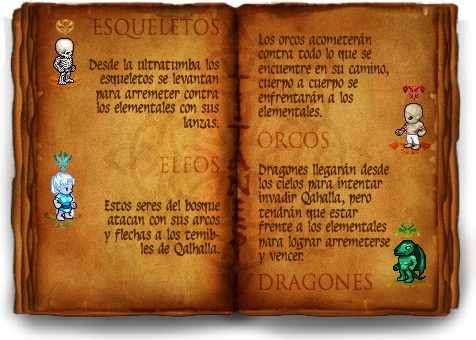 ESQUELETOS
Desde la ultratumba los
esqueletos se levantan
para arremeter contra
los elementales con sus
lanzas.
ELFOS
Estos seres del bosque
atacan con sus arcos
y flechas a los temib-
les de Qalhalla.
Los orcos acometerán
contra todo lo que se
encuentre en su camino,
cuerpo a cuerpo se
enfrentarán a los
elementales.
ORCOS
Dragones llegarán desde
los cielos para intentar
invadir Qahalla, pero
tendrán que estar
frente a los elementales
para lograr arremeterse
y vencer.
DRAGONES